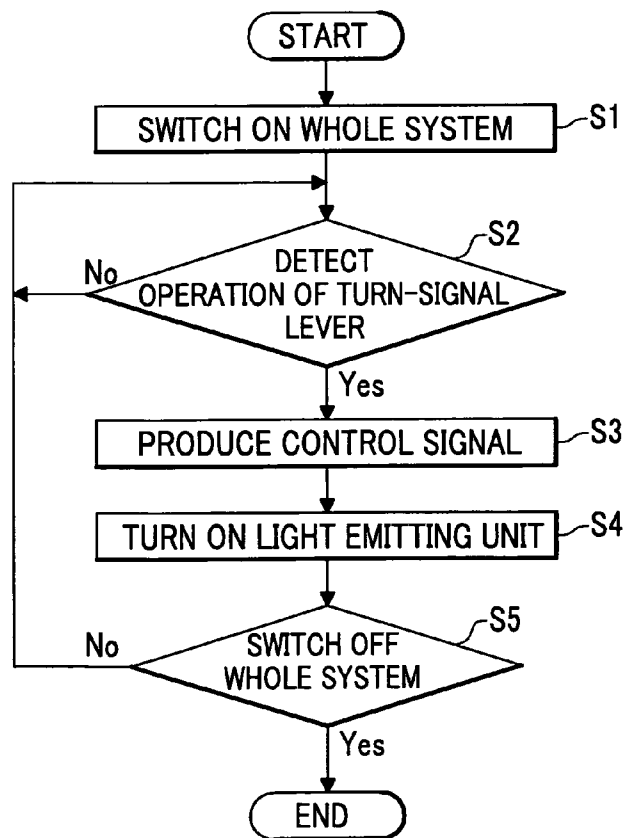 START
SWITCH ON WHOLE SYSTEM
S1
S2
DETECT
OPERATION OF TURN-SIGNAL
LEVER
No
Yes
PRODUCE CONTROL SIGNAL
S3
TURN ON LIGHT EMITTING UNIT
S4
S5
SWITCH OFF
WHOLE SYSTEM
No
Yes
END